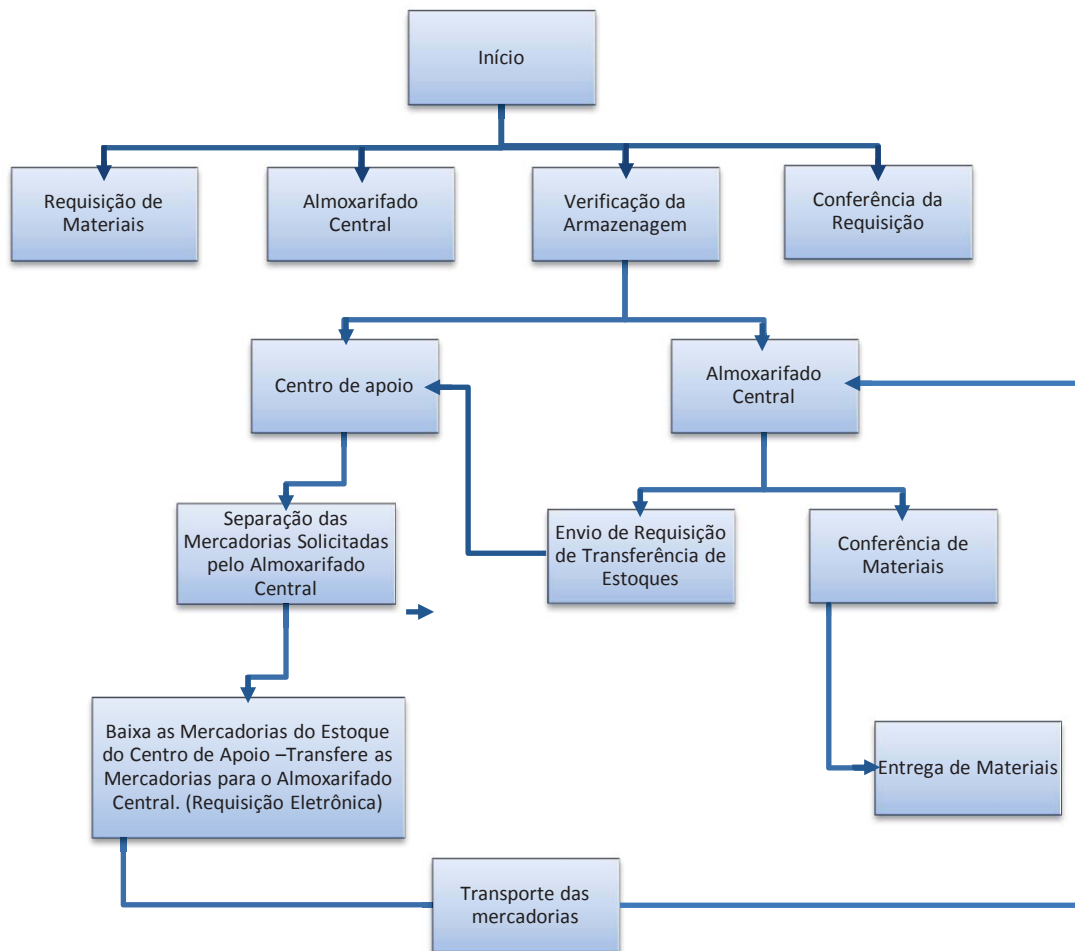 Início
Requisição de
Materiais
Almoxarifado
Central
Verificação da
Armazenagem
Conferência da
Requisição
Centro de apoio
Almoxarifado
Central
Separação das
Mercadorias Solicitadas
pelo Almoxarifado
Central
Envio de Requisição
de Transferência de
Estoques
Conferência de
Materiais
Baixa as Mercadorias do Estoque
do Centro de Apoio –Transfere as
Mercadorias para o Almoxarifado
Central. (Requisição Eletrônica)
Entrega de Materiais
Transporte das
mercadorias